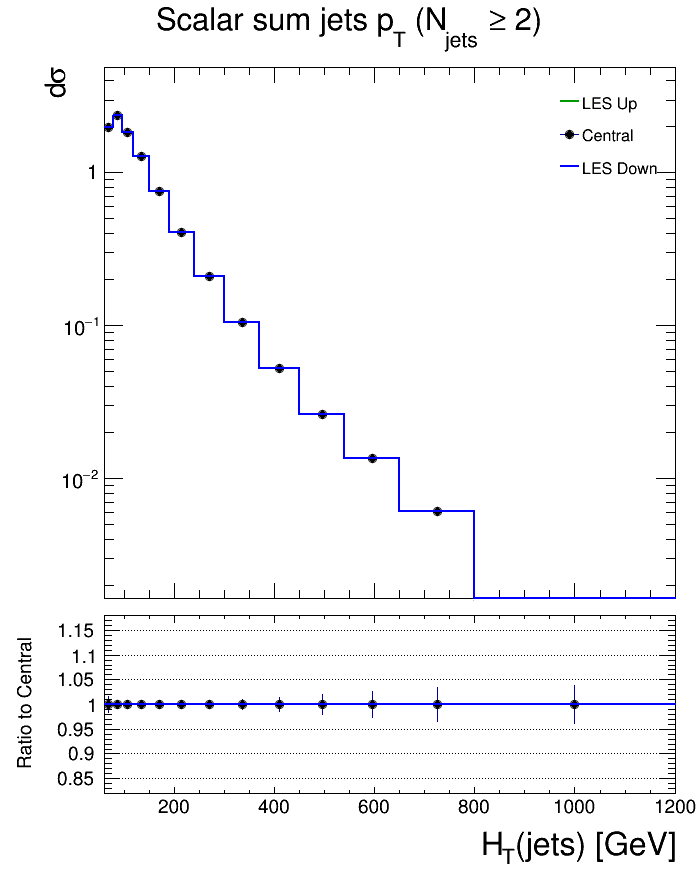 Scalar sum jets p_T (N_jets ≥ 2)
dσ
LES Up
Central
LES Down
1
10⁻¹
10⁻²
Ratio to Central
1.15
1.1
1.05
1
0.95
0.9
0.85
200 400 600 800 1000 1200
H_T(jets) [GeV]